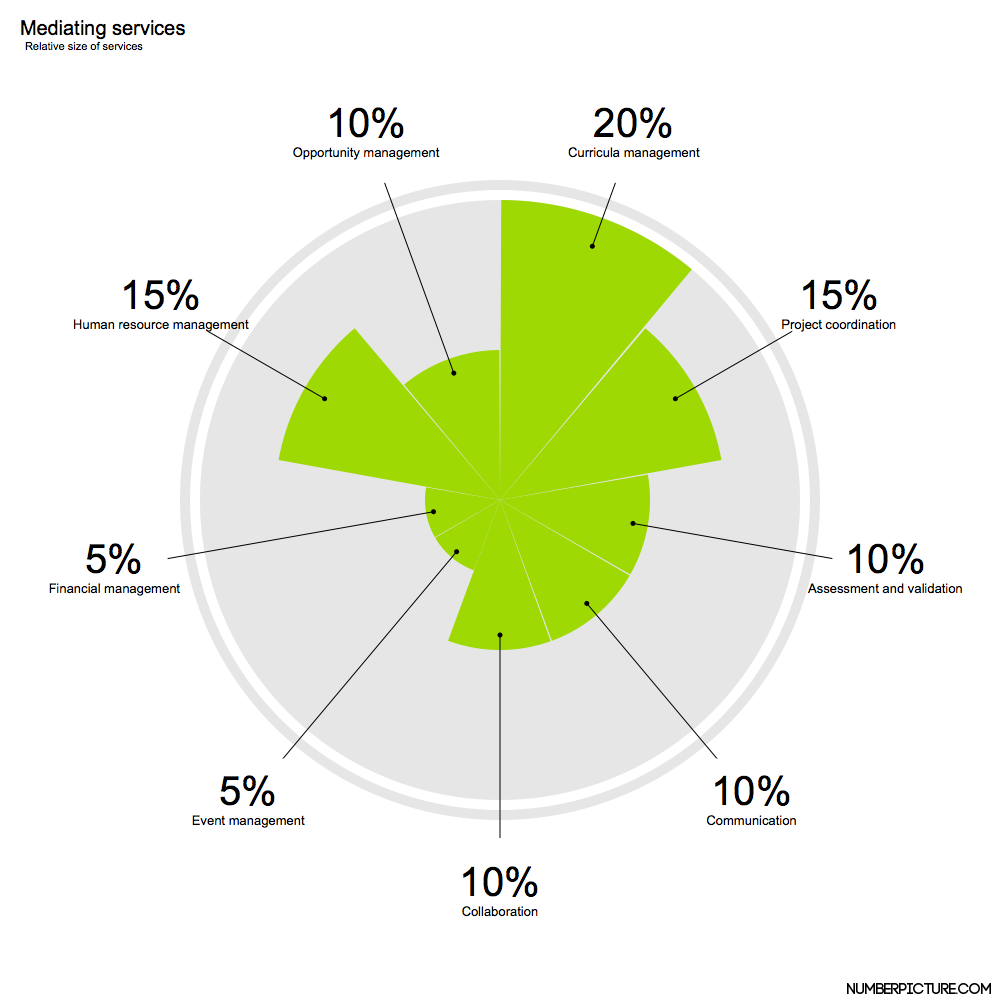 Mediating services
Relative size of services
10%
Opportunity management
20%
Curricula management
15%
Human resource management
15%
Project coordination
5%
Financial management
10%
Assessment and validation
5%
Event management
10%
Communication
10%
Collaboration
NUMBERPICTURE.COM